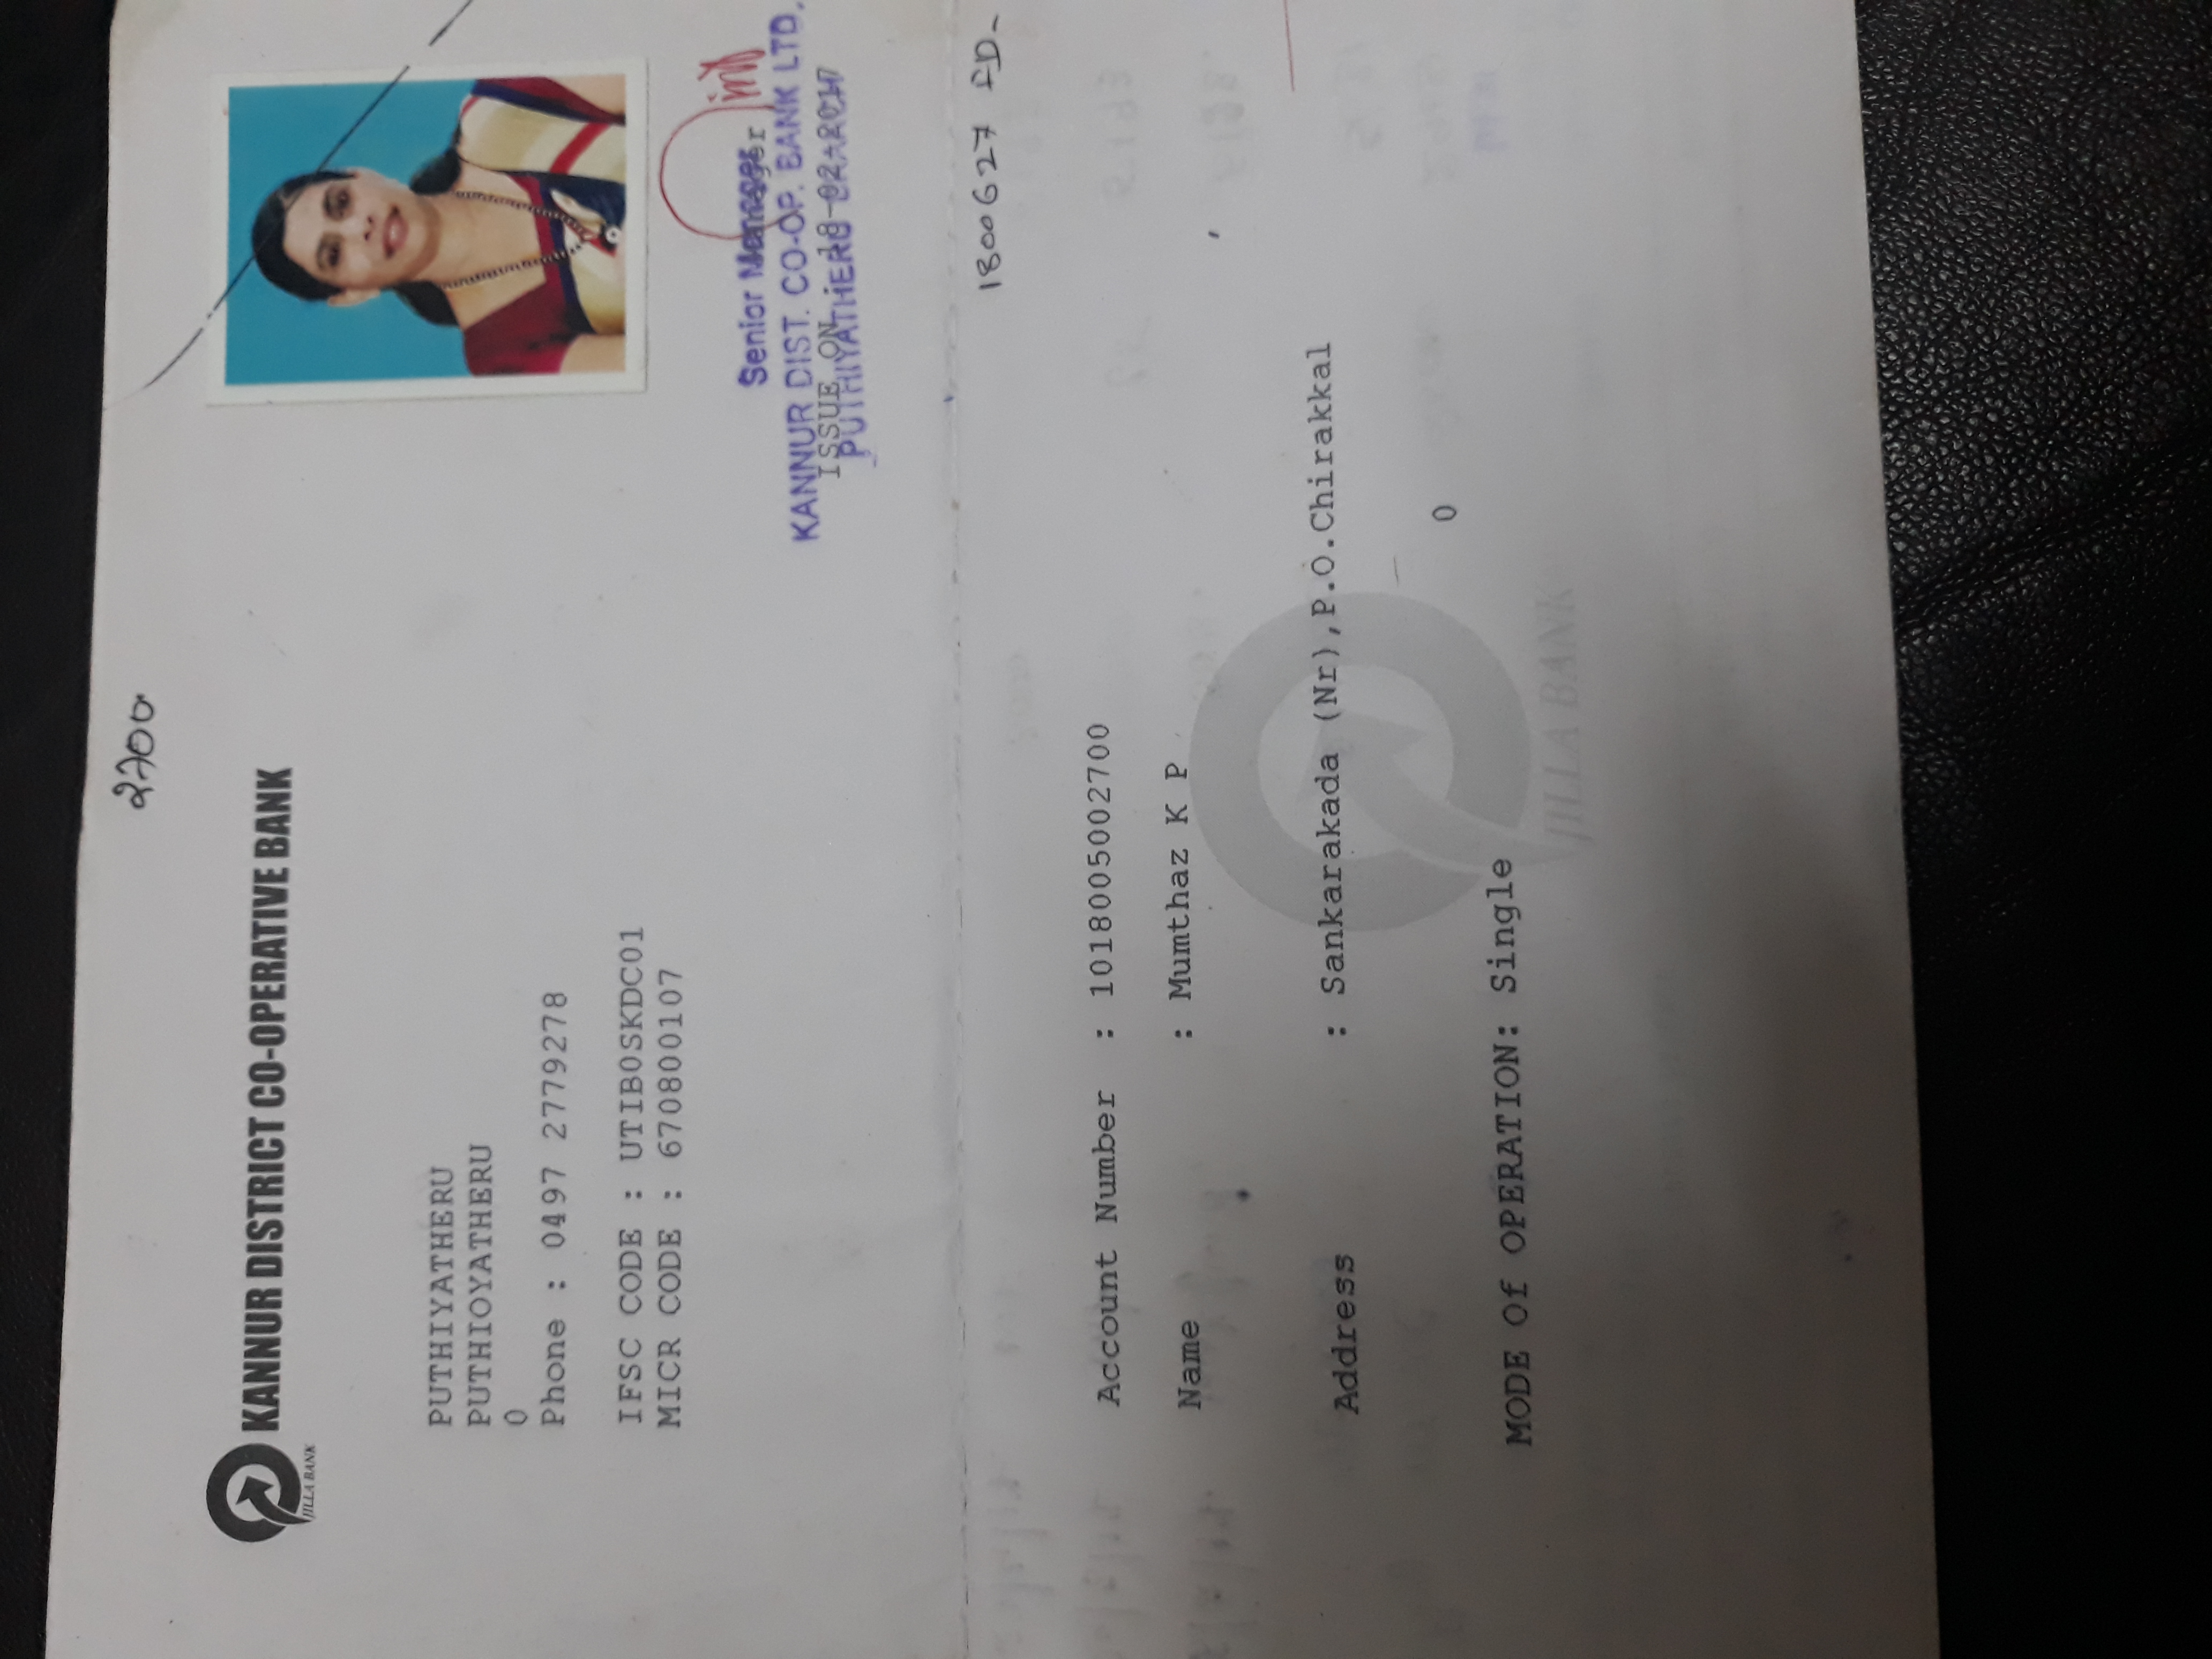 2700
KANNUR DISTRICT CO-OPERATIVE BANK
JILLA BANK
PUTHIYATHERU
PUTHIOYATHERU
0
Phone : 0497 2779278
IFSC CODE : UTIB0SKDC01
MICR CODE : 670800107
Senior Manager
Manager
KANNUR DIST. CO-OP. BANK LTD.
ISSUE ON : 18-02-2017
PUTHIYATHERU BRANCH
1800627 FD-
Account Number : 1018005002700
Name : Mumthaz K P
Address : Sankarakada (Nr),P.O.Chirakkal
0
MODE Of OPERATION: Single
JILLA BANK